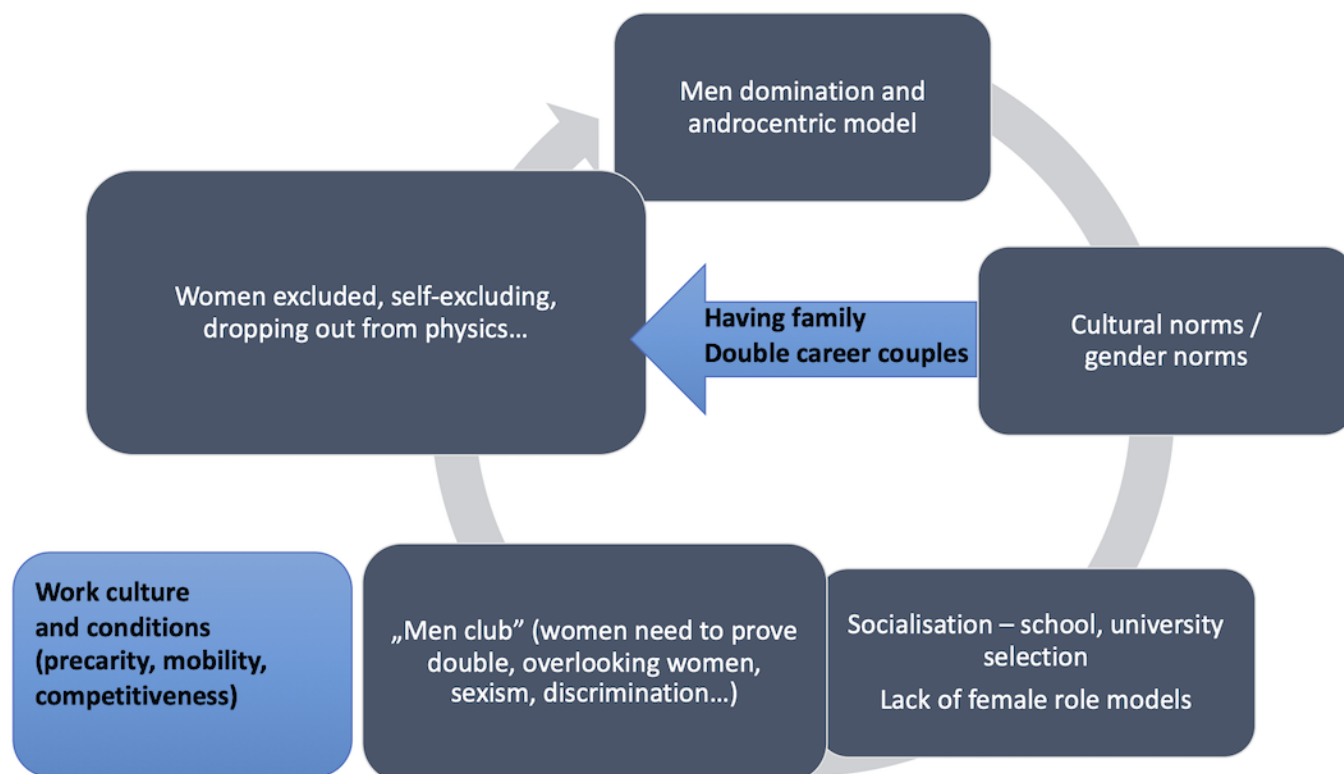 Men domination and
androcentric model
Women excluded, self-excluding,
dropping out from physics…
Having family
Double career couples
Cultural norms /
gender norms
Work culture
and conditions
(precarity, mobility,
competitiveness)
„Men club” (women need to prove
double, overlooking women,
sexism, discrimination…)
Socialisation – school, university
selection
Lack of female role models